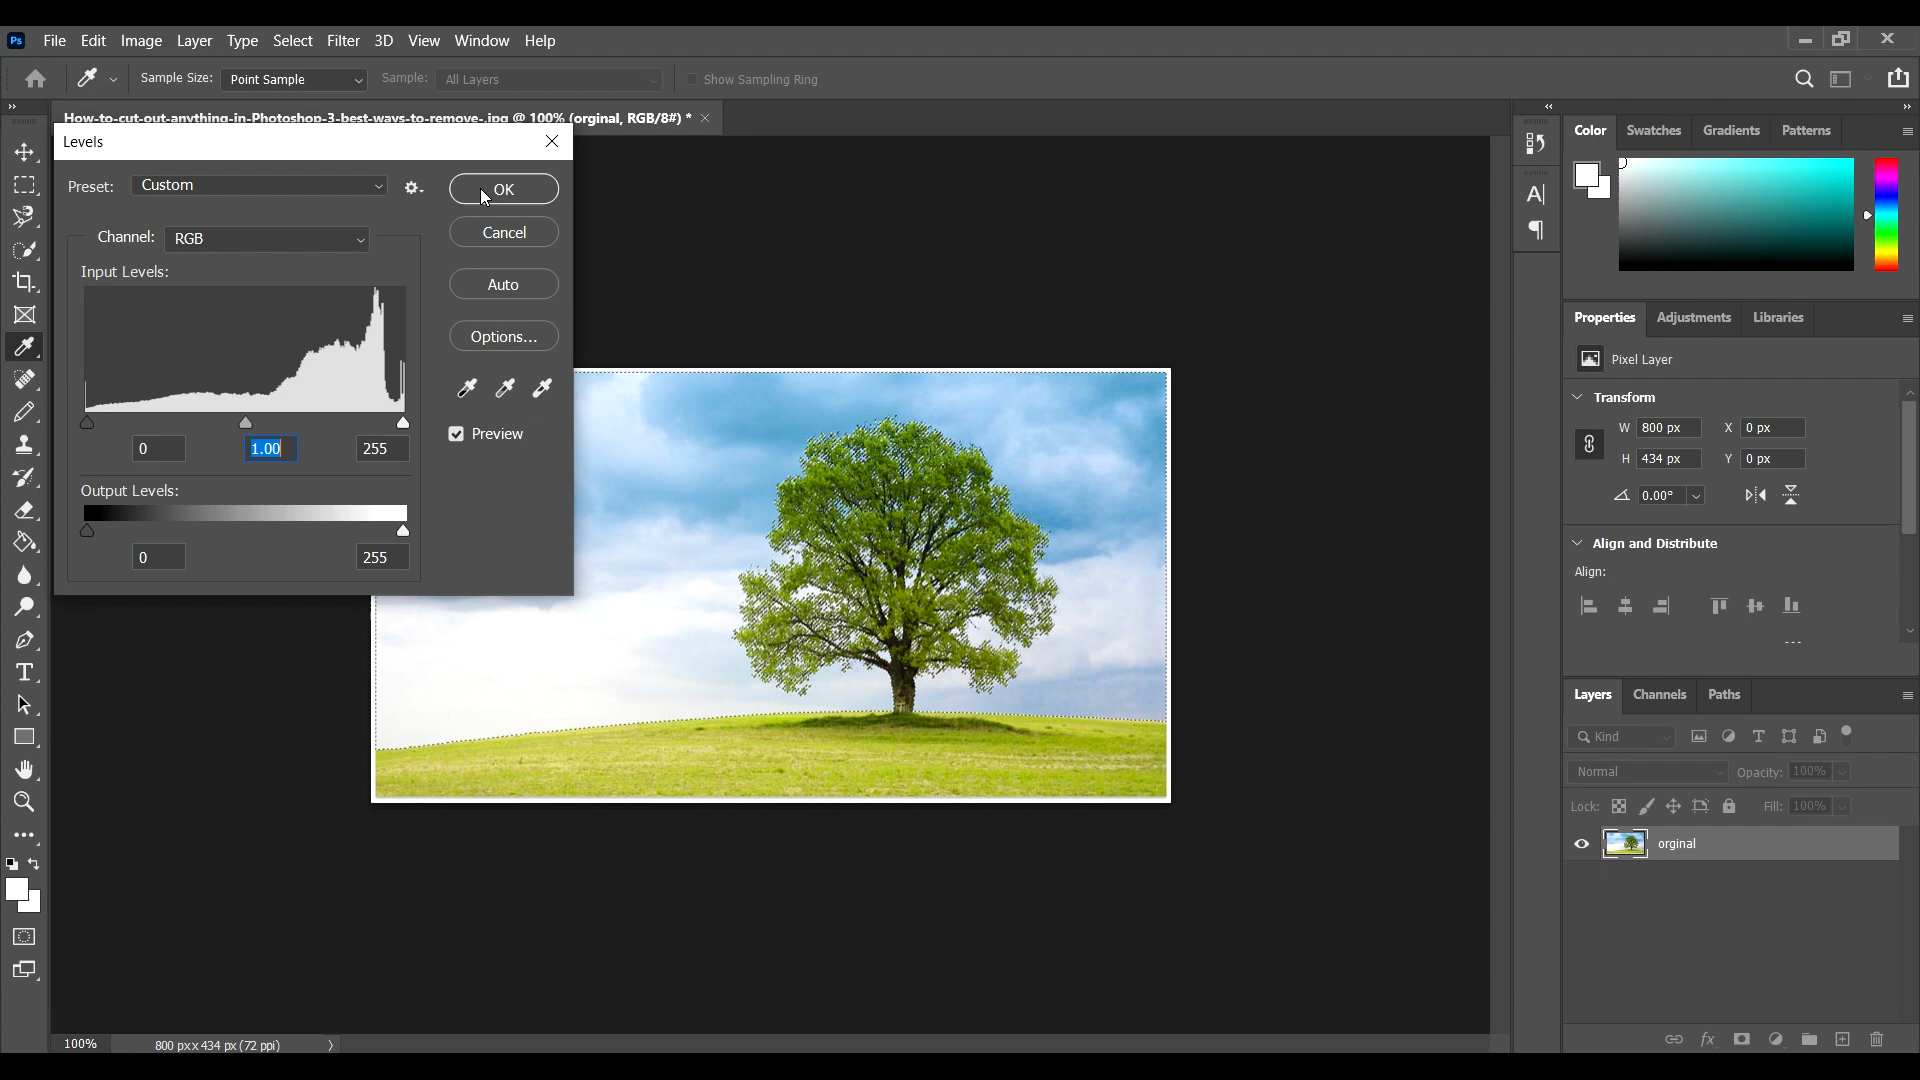 Ps File Edit Image Layer Type Select Filter 3D View Window Help
Sample Size: Point Sample Sample: All Layers Show Sampling Ring
How-to-cut-out-anything-in-Photoshop-3-best-ways-to-remove-.jpg @ 100% (orginal, RGB/8#) *
Levels
Preset: Custom
OK
Channel: RGB
Cancel
Input Levels:
Auto
Options...
Preview
0 1.00 255
Output Levels:
0 255
Color Swatches Gradients Patterns
Properties Adjustments Libraries
Pixel Layer
Transform
W 800 px X 0 px
H 434 px Y 0 px
0.00°
Align and Distribute
Align:
Layers Channels Paths
Kind
Normal Opacity: 100%
Lock: Fill: 100%
orginal
fx
100% 800 px x 434 px (72 ppi)